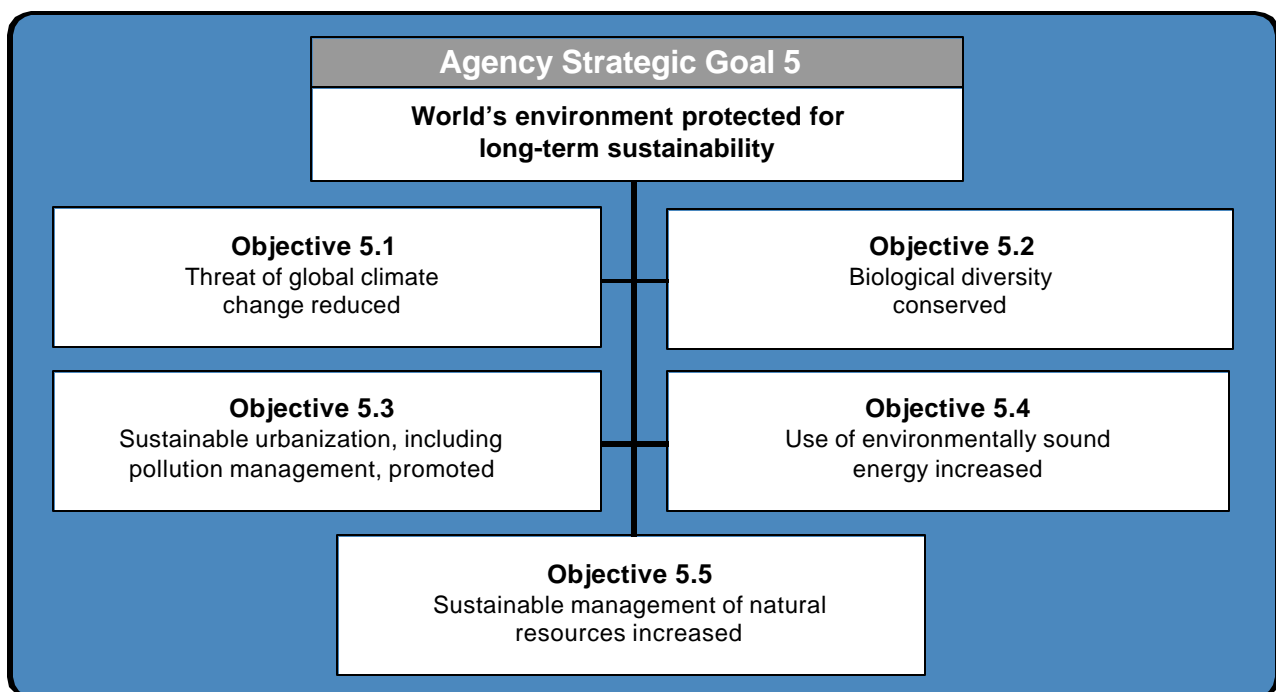 Agency Strategic Goal 5
World’s environment protected for
long-term sustainability
Objective 5.1
Threat of global climate
change reduced
Objective 5.2
Biological diversity
conserved
Objective 5.3
Sustainable urbanization, including
pollution management, promoted
Objective 5.4
Use of environmentally sound
energy increased
Objective 5.5
Sustainable management of natural
resources increased